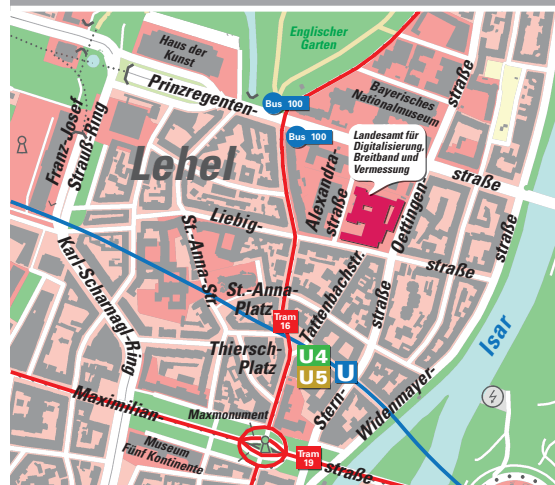 Englischer
Garten
Haus der
Kunst
Prinzregenten-
Bus 100
Bus 100
Bayerisches
Nationalmuseum
straße
Landesamt für
Digitalisierung,
Breitband und
Vermessung
straße
Franz-Josef
Strauß-Ring
Lehel
Alexandra-
straße
Oettingen-
Liebig-
straße
St.-Anna-Str.
Karl-Scharnagl-Ring
St.-Anna-
Platz
Tram
16
Tattenbachstr.
straße
straße
Isar
Thiersch-
Platz
U4
U5
U
Stern-
Widenmayer-
Maximilian
Maxmonument
Museum
Fünf Kontinente
Tram
19
straße